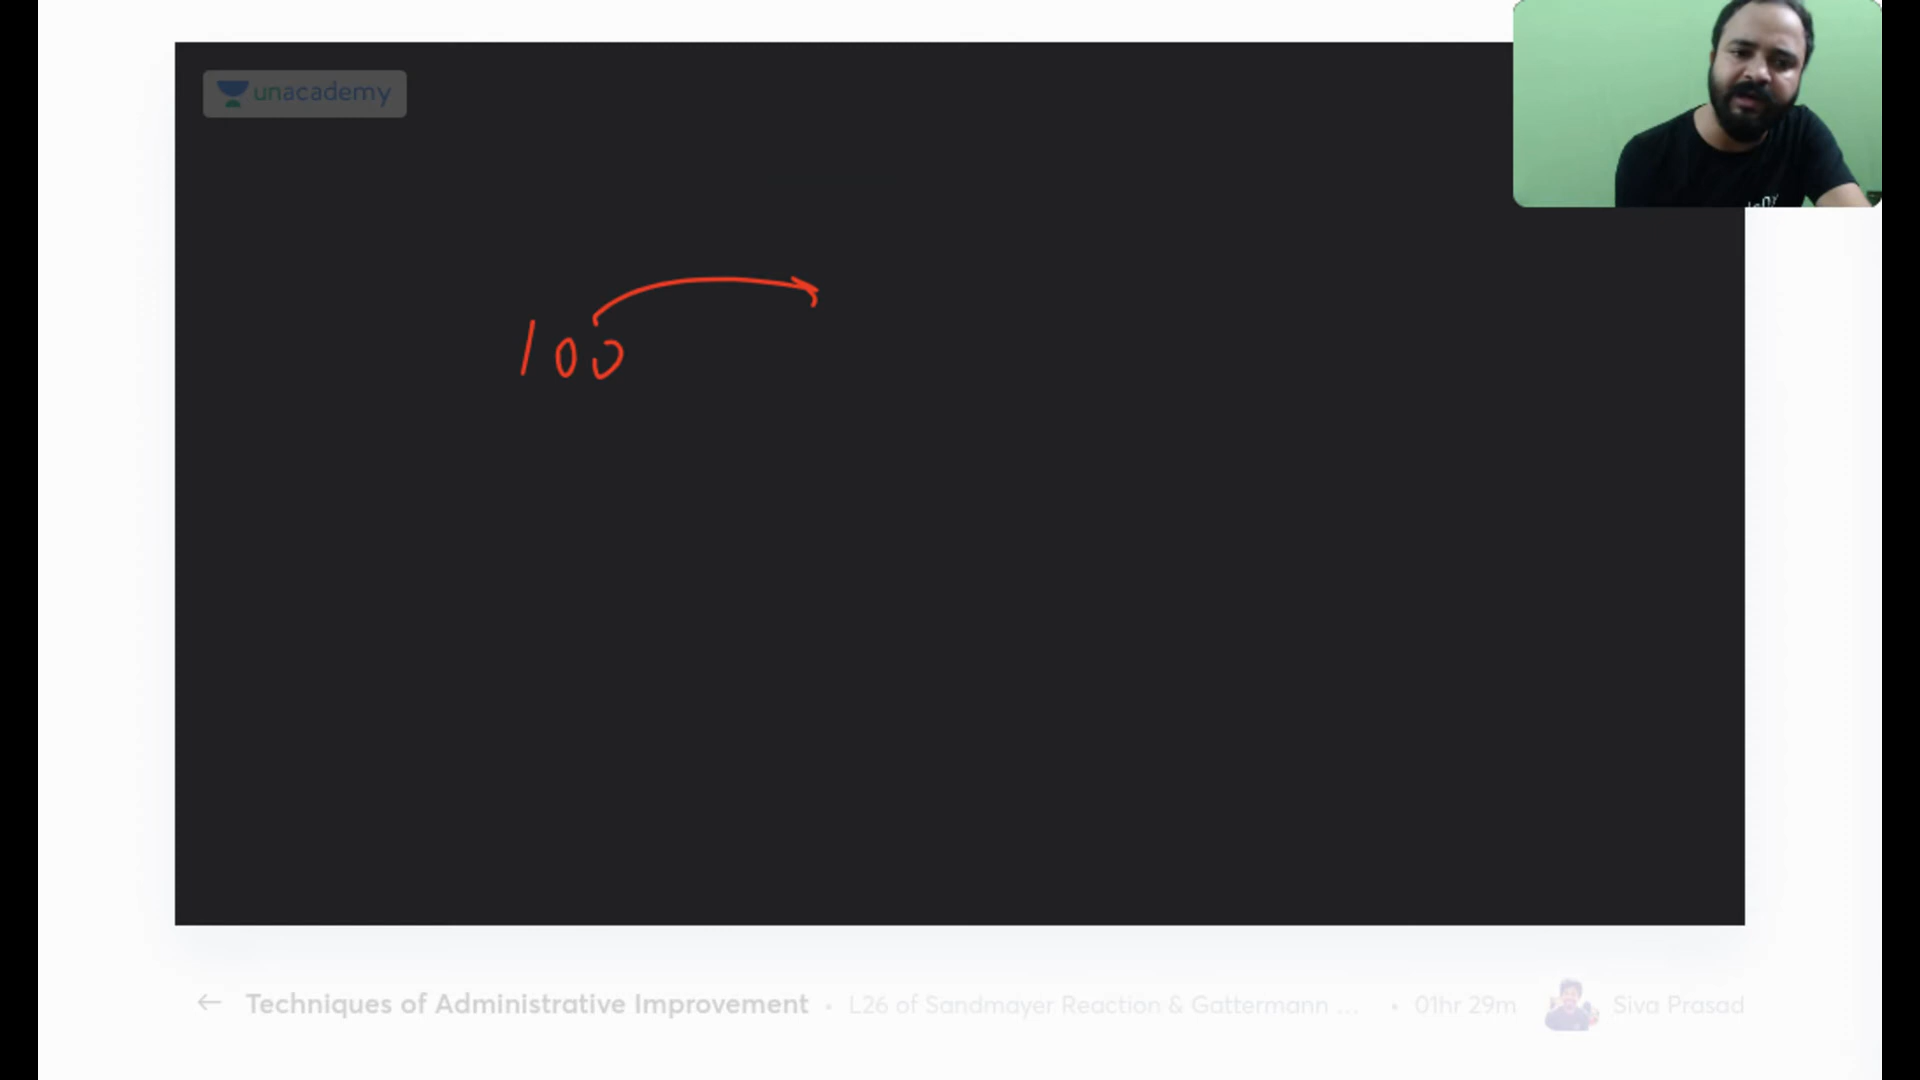 unacademy
100
Techniques of Administrative Improvement • L26 of Sandmayer Reaction & Gattermann ... • 01hr 29m Siva Prasad